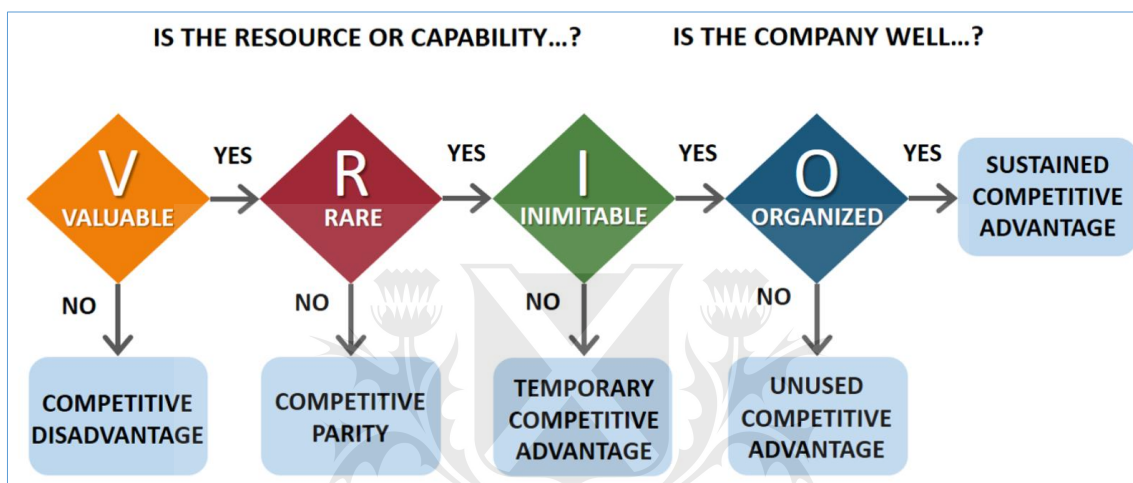 IS THE RESOURCE OR CAPABILITY...?
IS THE COMPANY WELL...?
V
VALUABLE
YES
R
RARE
YES
I
INIMITABLE
YES
O
ORGANIZED
YES
SUSTAINED
COMPETITIVE
ADVANTAGE
NO
NO
NO
NO
COMPETITIVE
DISADVANTAGE
COMPETITIVE
PARITY
TEMPORARY
COMPETITIVE
ADVANTAGE
UNUSED
COMPETITIVE
ADVANTAGE